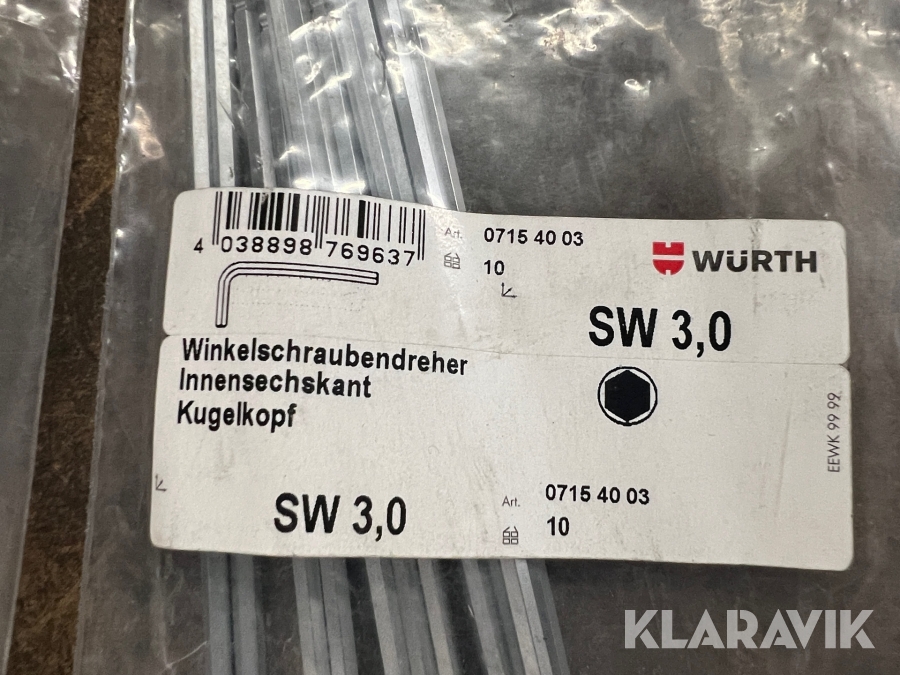 4 038898 769637
Art. 0715 40 03
10
WÜRTH
SW 3,0
Winkelschraubendreher
Innensechskant
Kugelkopf
SW 3,0
Art. 0715 40 03
10
EEWK 99 99
KLARAVIK